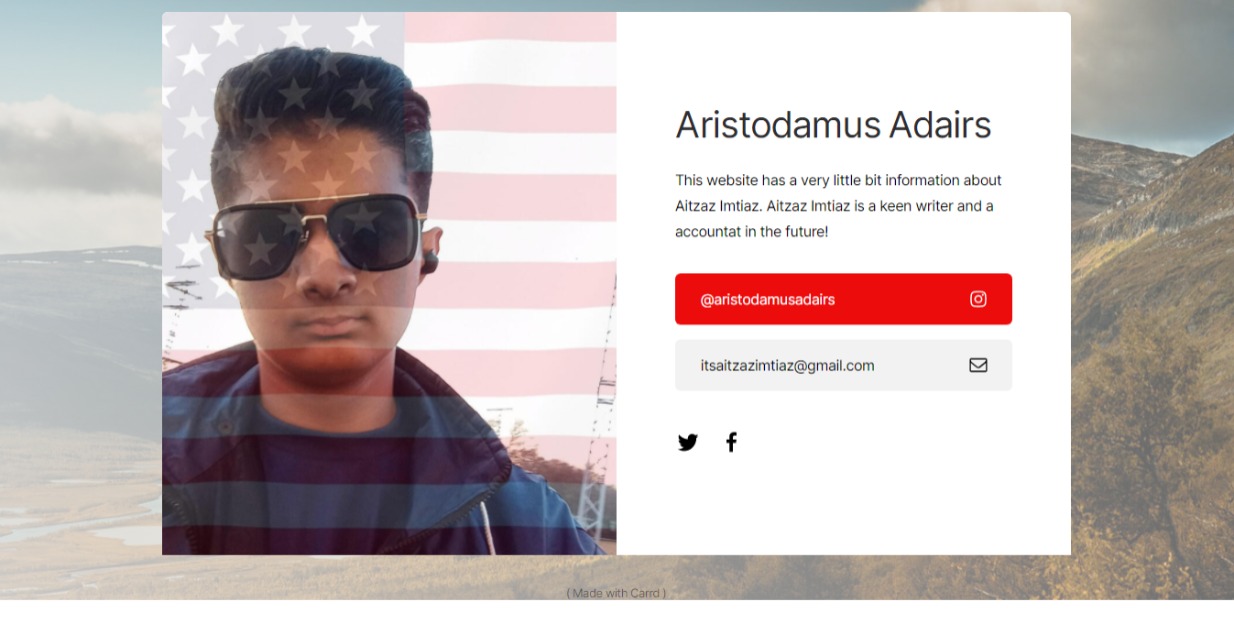 Aristodamus Adairs
This website has a very little bit information about
Aitzaz Imtiaz. Aitzaz Imtiaz is a keen writer and a
accountat in the future!
@aristodamusadairs
itsaitzazimtiaz@gmail.com
( Made with Carrd )